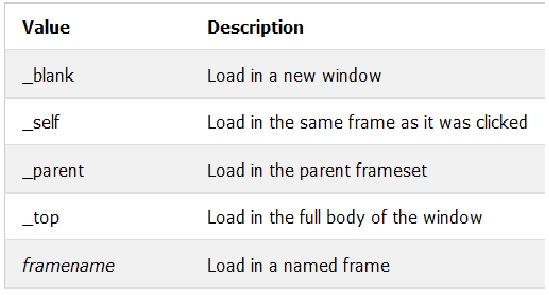 Value Description
_blank Load in a new window
_self Load in the same frame as it was clicked
_parent Load in the parent frameset
_top Load in the full body of the window
framename Load in a named frame